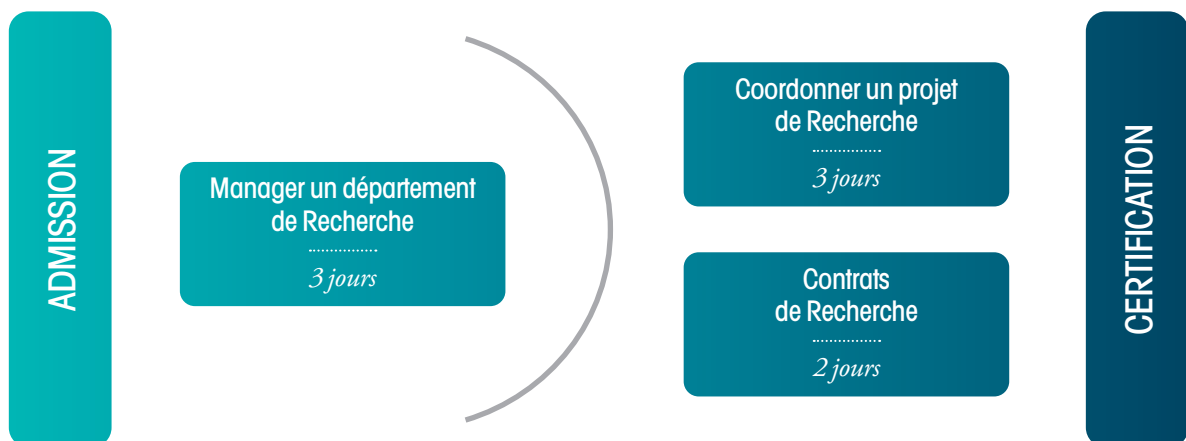 ADMISSION
Manager un département
de Recherche
3 jours
Coordonner un projet
de Recherche
3 jours
Contrats
de Recherche
2 jours
CERTIFICATION